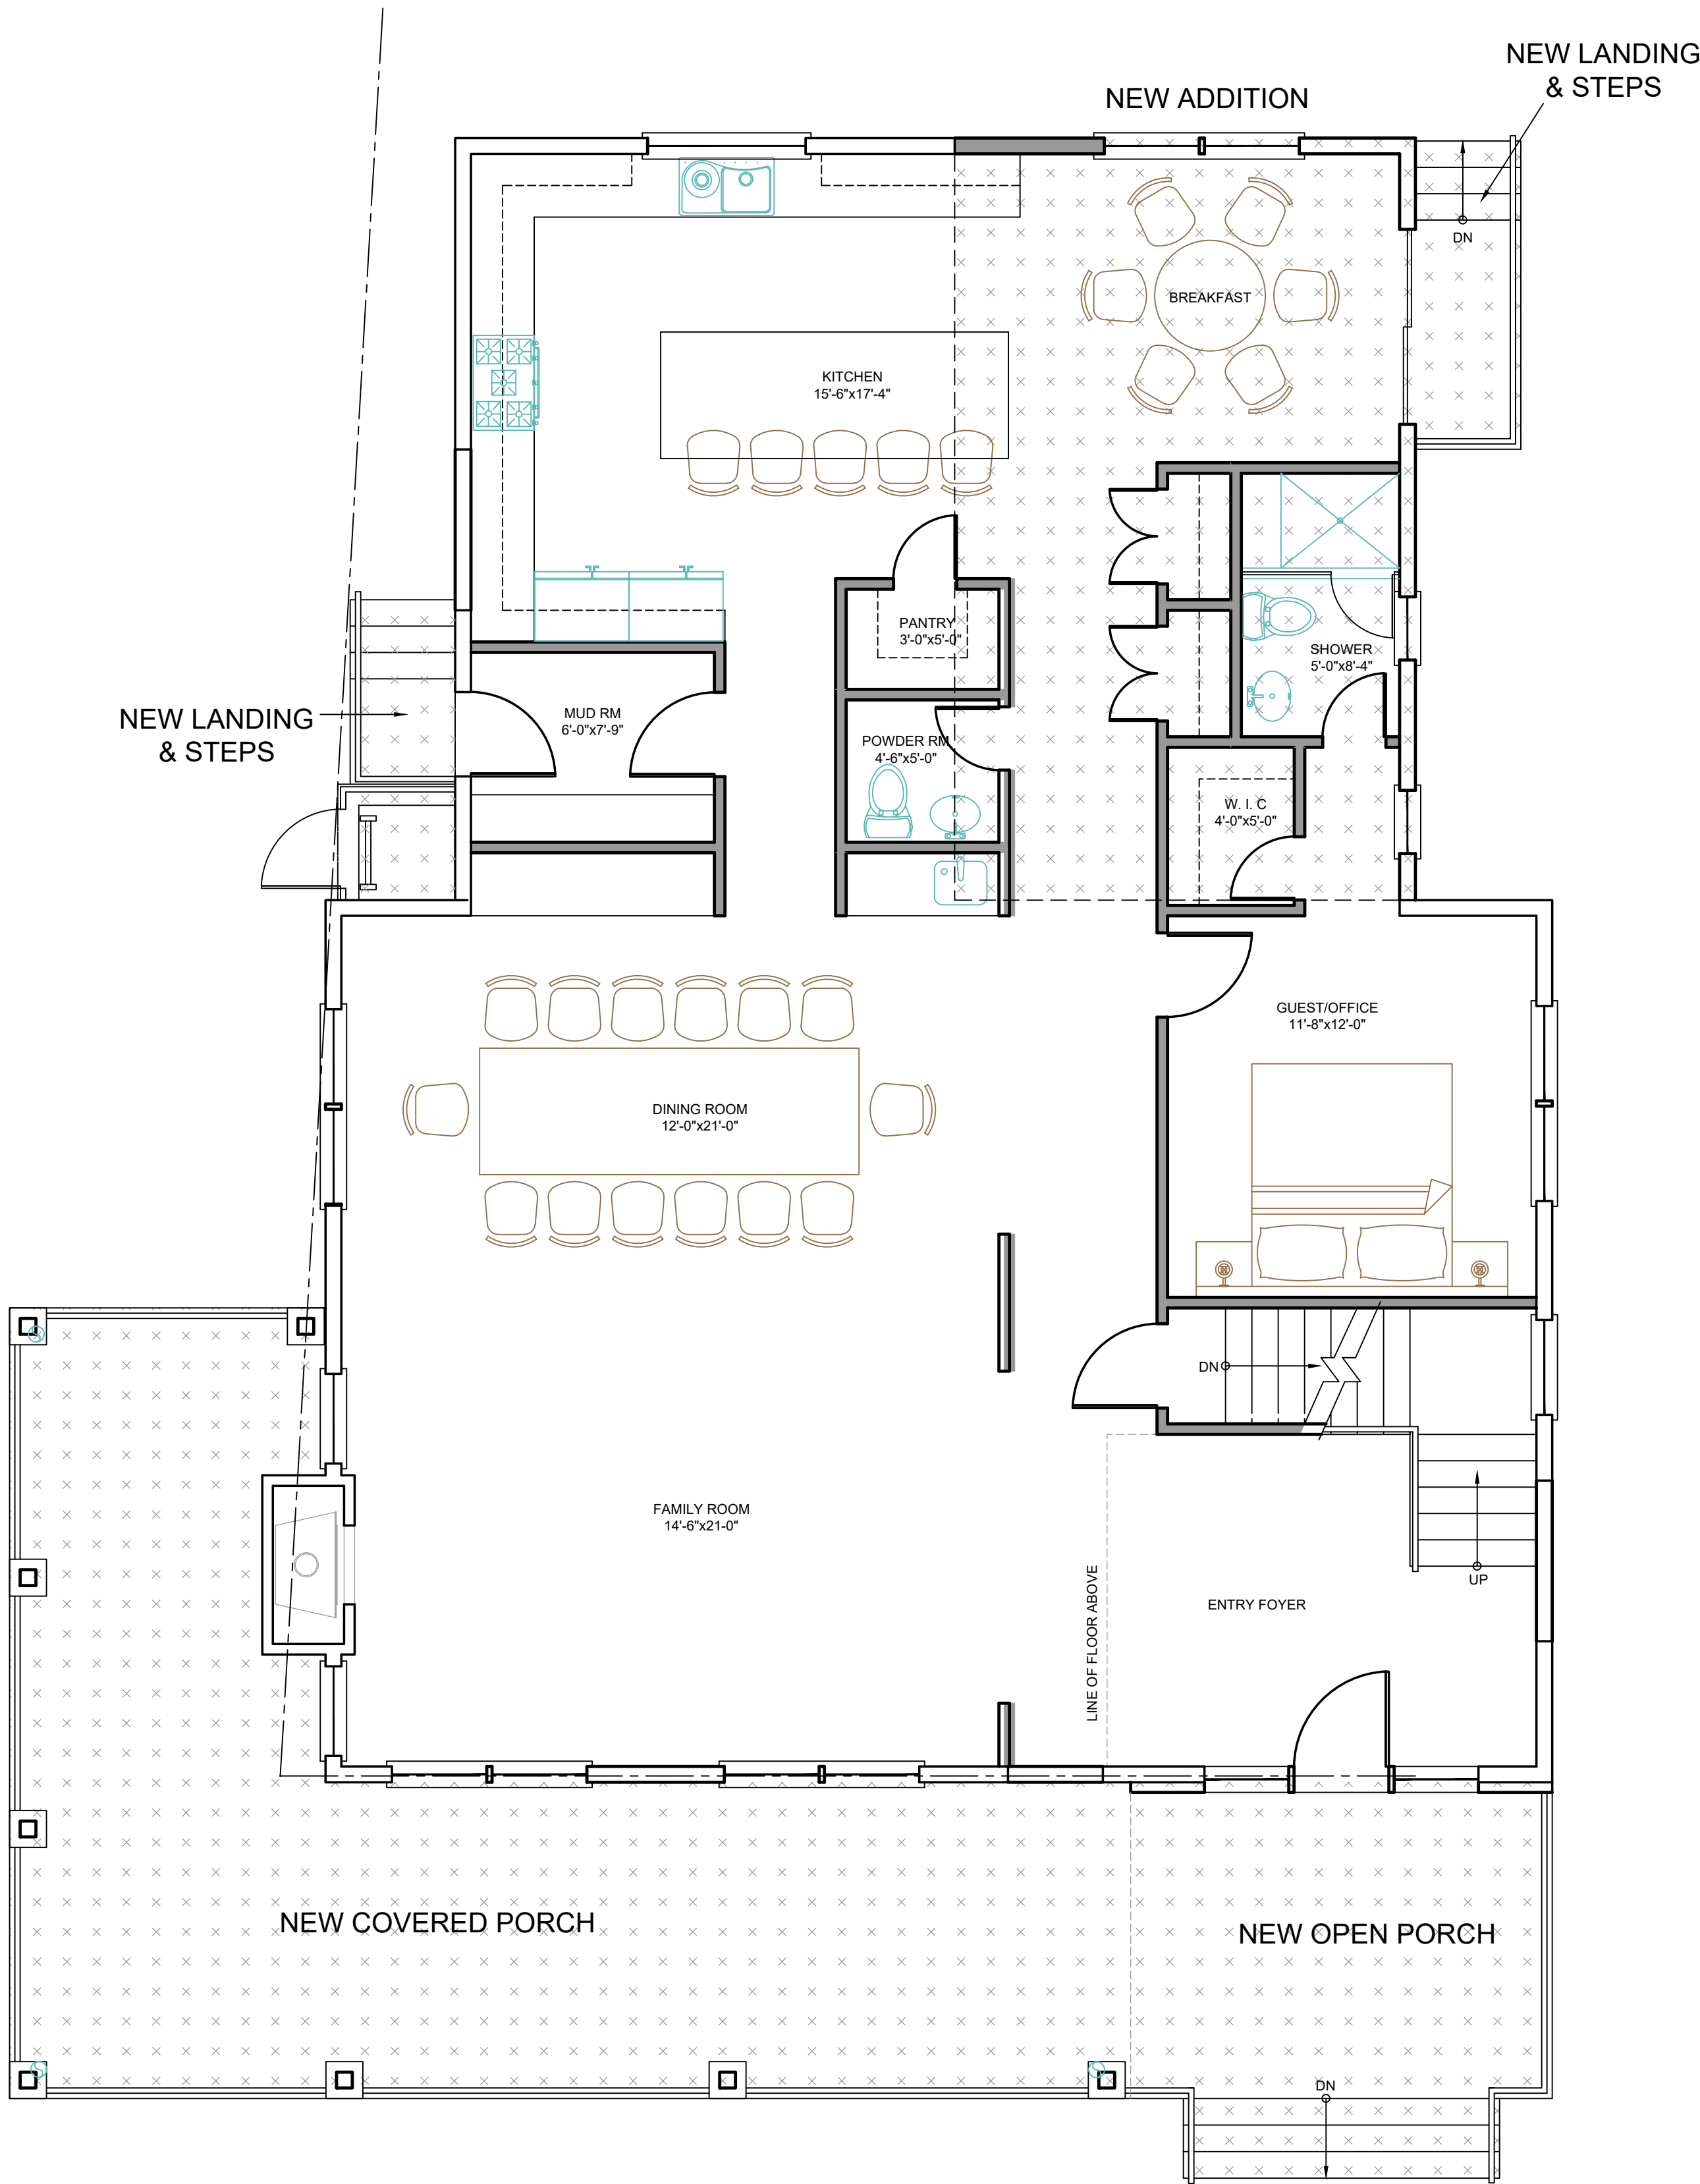 NEW LANDING
& STEPS
NEW ADDITION
DN
BREAKFAST
KITCHEN
15'-6"x17'-4"
PANTRY
3'-0"x5'-0"
SHOWER
5'-0"x8'-4"
NEW LANDING
& STEPS
MUD RM
6'-0"x7'-9"
POWDER RM
4'-6"x5'-0"
W. I. C
4'-0"x5'-0"
GUEST/OFFICE
11'-8"x12'-0"
DINING ROOM
12'-0"x21'-0"
DN
FAMILY ROOM
14'-6"x21-0"
LINE OF FLOOR ABOVE
UP
ENTRY FOYER
NEW COVERED PORCH
NEW OPEN PORCH
DN